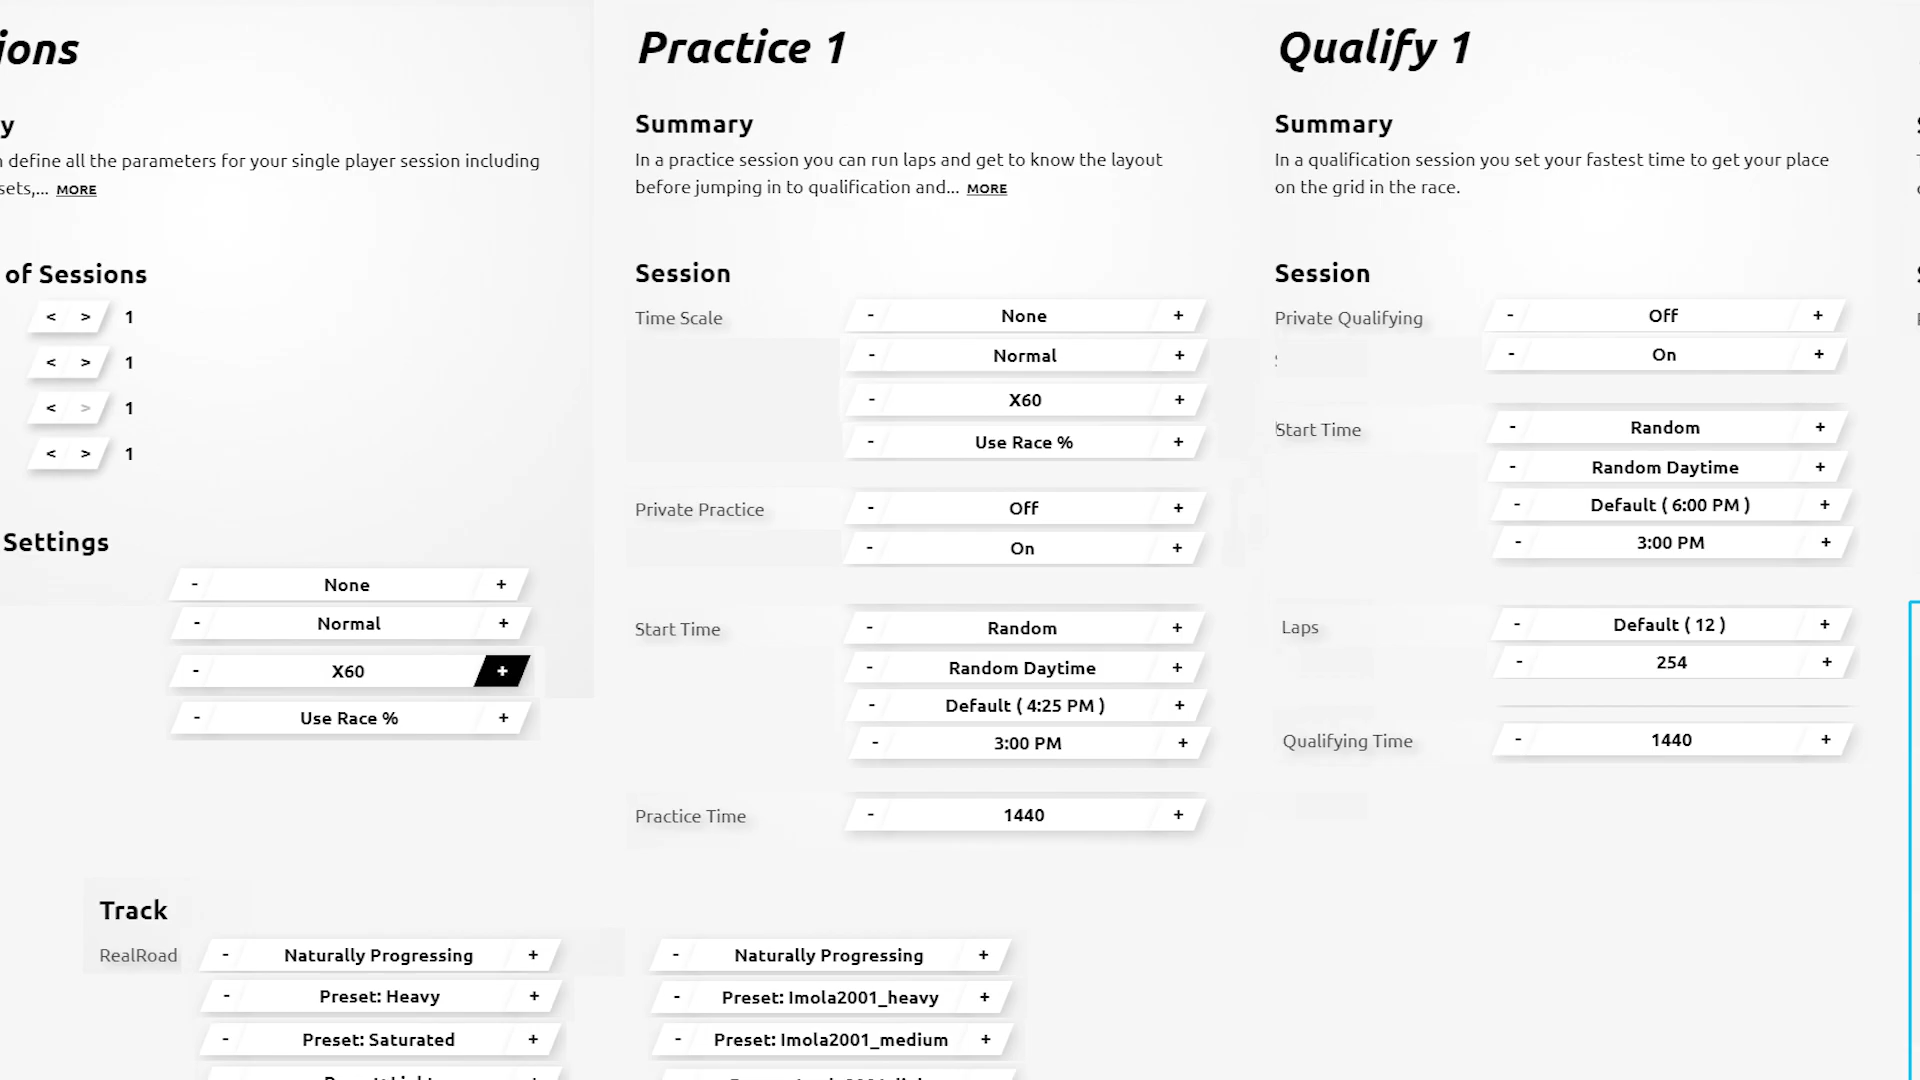 ions
y
define all the parameters for your single player session including
sets,... MORE
of Sessions
< > 1
< > 1
< > 1
< > 1
Settings
- None +
- Normal +
- X60 +
- Use Race % +
Practice 1
Summary
In a practice session you can run laps and get to know the layout
before jumping in to qualification and... MORE
Session
Time Scale - None +
- Normal +
- X60 +
- Use Race % +
Private Practice - Off +
- On +
Start Time - Random +
- Random Daytime +
- Default ( 4:25 PM ) +
- 3:00 PM +
Practice Time - 1440 +
Qualify 1
Summary
In a qualification session you set your fastest time to get your place
on the grid in the race.
Session
Private Qualifying - Off +
- On +
Start Time - Random +
- Random Daytime +
- Default ( 6:00 PM ) +
- 3:00 PM +
Laps - Default ( 12 ) +
- 254 +
Qualifying Time - 1440 +
Track
RealRoad - Naturally Progressing +
- Preset: Heavy +
- Preset: Saturated +
- Naturally Progressing +
- Preset: Imola2001_heavy +
- Preset: Imola2001_medium +